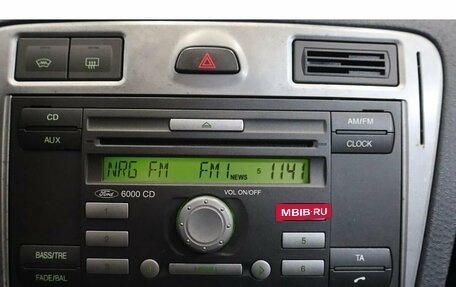 CD
AUX
AM/FM
CLOCK
NRG FM FM1 NEWS 5 1141
Ford 6000 CD
VOL ON/OFF
MBIB.RU
1
2
3
5
6
MENU
BASS/TRE
FADE/BAL
TA